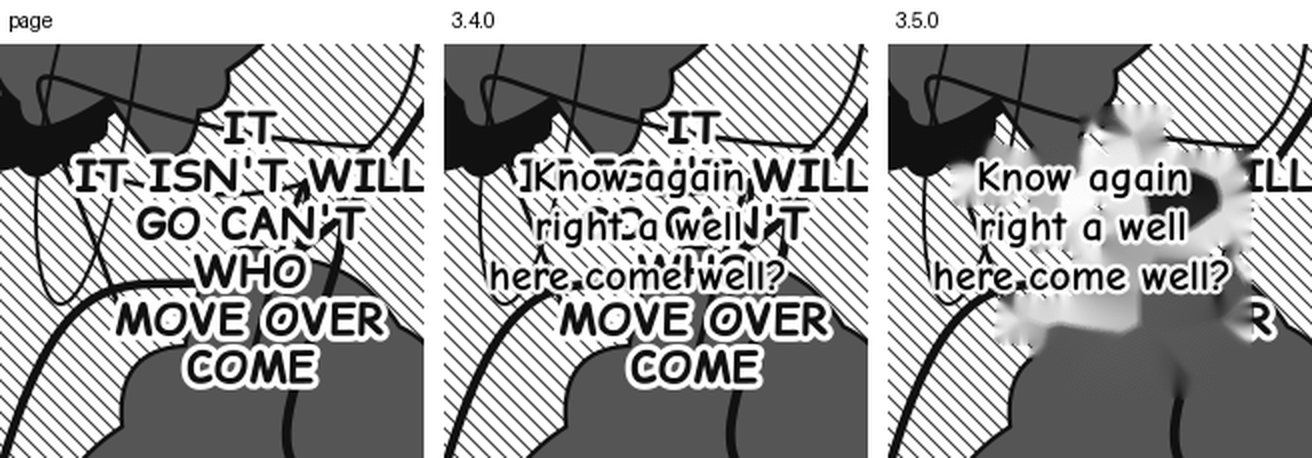 page
3.4.0
3.5.0
IT
IT ISN'T WILL
GO CAN'T
WHO
MOVE OVER
COME
IT
Know again WILL
right a well N'T
here come well?
MOVE OVER
COME
Know again ILL
right a well
here come well?
R